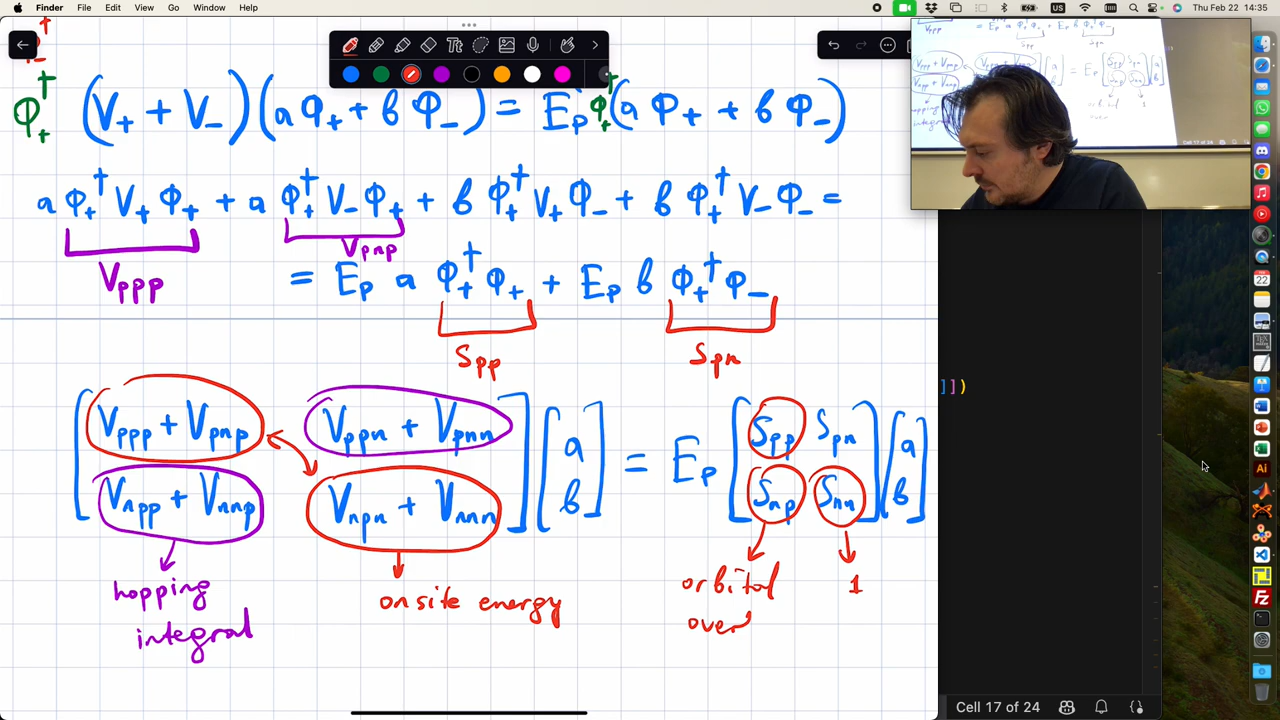 Finder File Edit View Go Window Help Thu Feb 22 14:35
Φ₊† (V₊ + V₋)(a Φ₊ + b Φ₋) = Eₚ Φ₊†(a Φ₊ + b Φ₋)
a Φ₊† V₊ Φ₊ + a Φ₊† V₋ Φ₊ + b Φ₊† V₊ Φ₋ + b Φ₊† V₋ Φ₋ =
Vppp Vpnp
= Eₚ a Φ₊† Φ₊ + Eₚ b Φ₊† Φ₋
Spp Spn
[ Vppp + Vpnp Vppn + Vpnn ] [ a ] = Ep [ Spp Spn ] [ a ]
[ Vnpp + Vnnp Vnpn + Vnnn ] [ b ] [ Snp Snn ] [ b ]
hopping
integral
onsite energy
orbital
over
1
]])
Cell 17 of 24